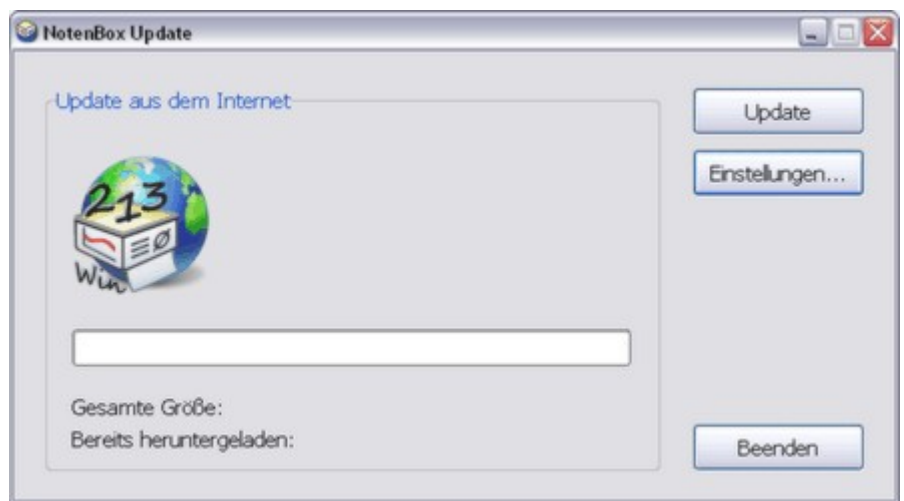 NotenBox Update
Update aus dem Internet
Update
Einstellungen...
213
Win
Gesamte Größe:
Bereits heruntergeladen:
Beenden